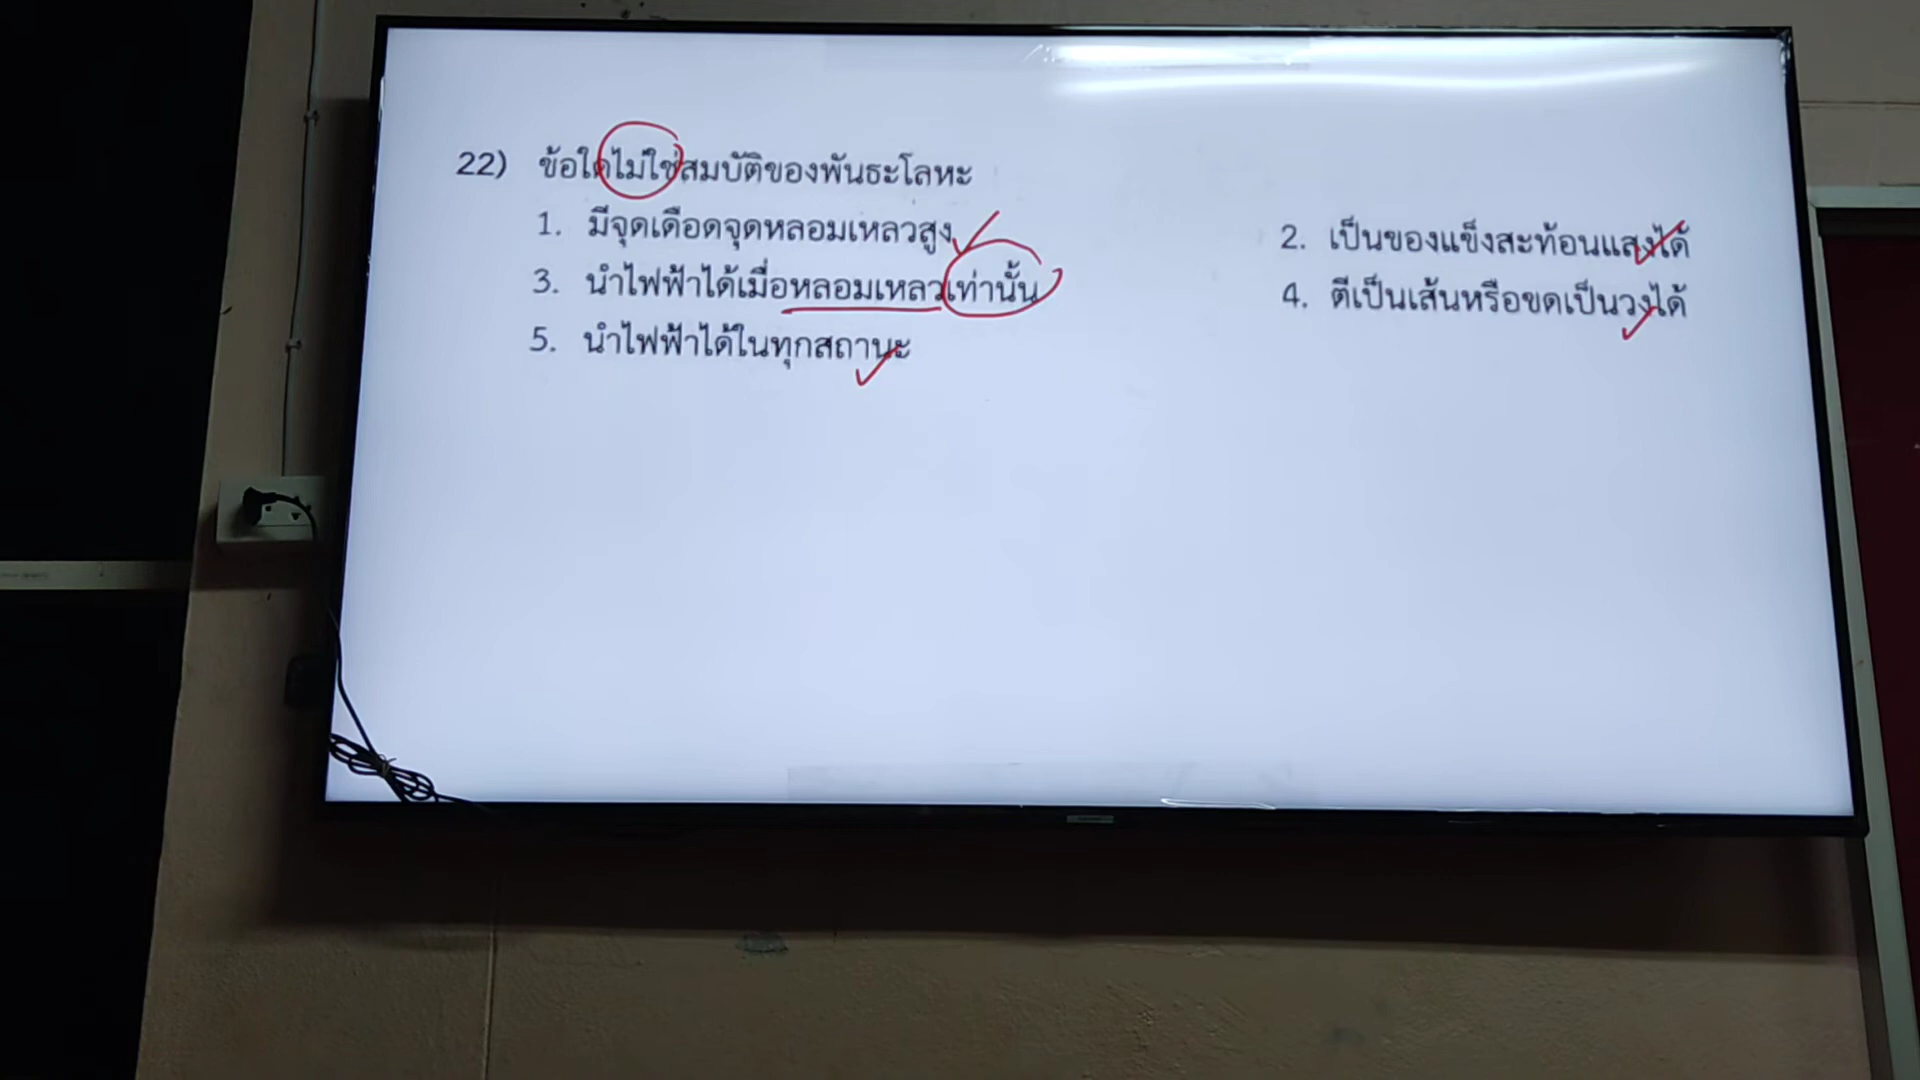 22) ข้อใดไม่ใช่สมบัติของพันธะโลหะ
1. มีจุดเดือดจุดหลอมเหลวสูง
2. เป็นของแข็งสะท้อนแสงได้
3. นำไฟฟ้าได้เมื่อหลอมเหลวเท่านั้น
4. ตีเป็นเส้นหรือขดเป็นวงได้
5. นำไฟฟ้าได้ในทุกสถานะ